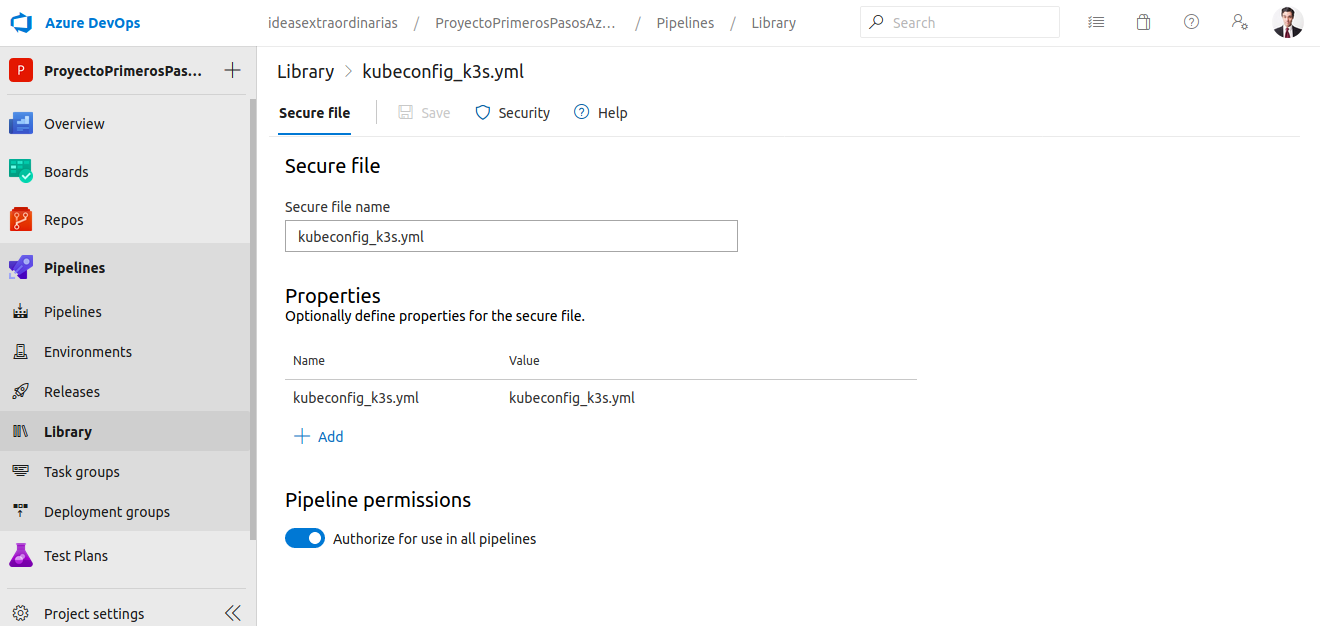 Azure DevOps
ideasextraordinarias / ProyectoPrimerosPasosAz... / Pipelines / Library
Search
P ProyectoPrimerosPas...
Overview
Boards
Repos
Pipelines
Pipelines
Environments
Releases
Library
Task groups
Deployment groups
Test Plans
Project settings
Library > kubeconfig_k3s.yml
Secure file Save Security Help
Secure file
Secure file name
kubeconfig_k3s.yml
Properties
Optionally define properties for the secure file.
Name Value
kubeconfig_k3s.yml kubeconfig_k3s.yml
Add
Pipeline permissions
Authorize for use in all pipelines